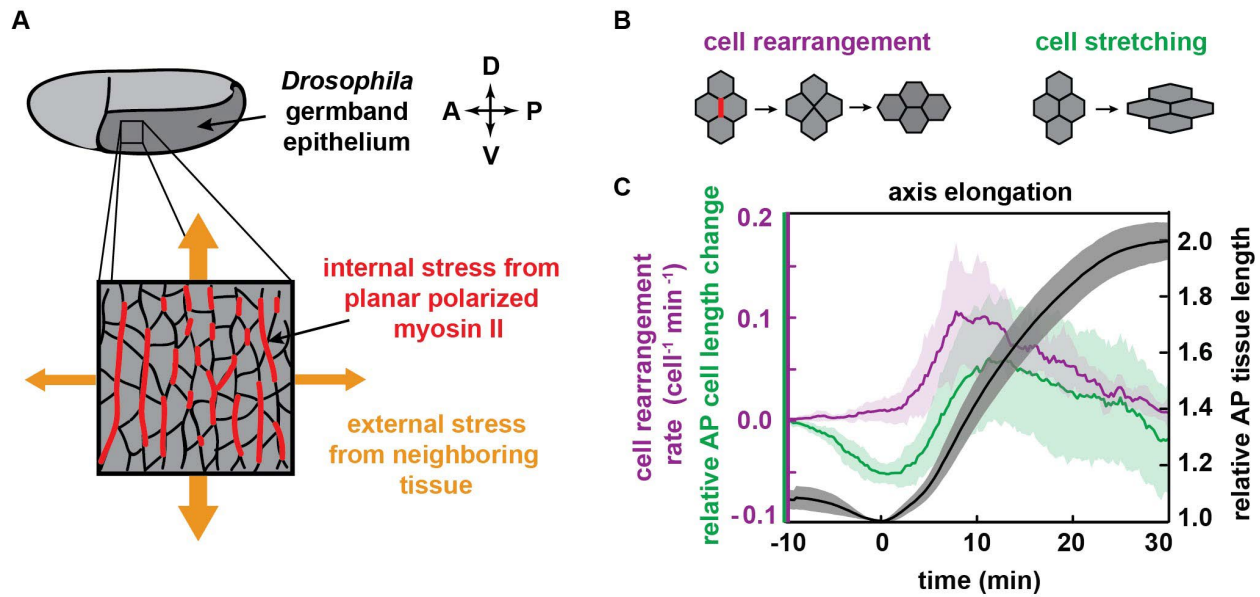 A
Drosophila
germband
epithelium
D
A
P
V
internal stress from
planar polarized
myosin II
external stress
from neighboring
tissue
B
cell rearrangement
cell stretching
C
axis elongation
cell rearrangement
rate (cell⁻¹ min⁻¹)
relative AP cell length change
0.2
0.1
0.0
-0.1
2.0
1.8
1.6
1.4
1.2
1.0
relative AP tissue length
-10
0
10
20
30
time (min)